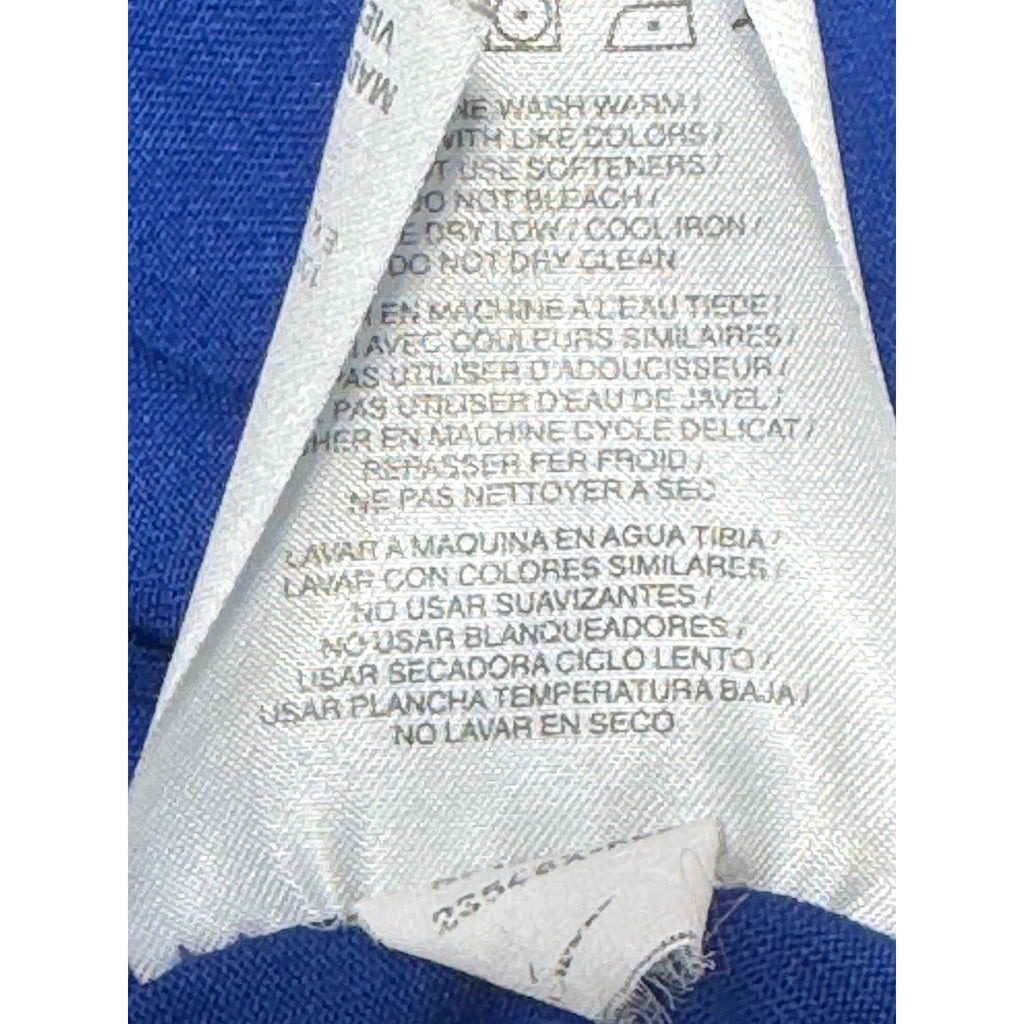 WASH WARM /
WITH LIKE COLORS /
USE SOFTENERS /
DO NOT BLEACH /
DRY LOW / COOL IRON /
DO NOT DRY CLEAN
EN MACHINE A L'EAU TIEDE /
AVEC COULEURS SIMILAIRES /
PAS UTILISER D'ADOUCISSEUR /
PAS UTILISER D'EAU DE JAVEL /
EN MACHINE CYCLE DELICAT /
REPASSER FER FROID /
NE PAS NETTOYER A SEC
LAVAR A MAQUINA EN AGUA TIBIA /
LAVAR CON COLORES SIMILARES /
NO USAR SUAVIZANTES /
NO USAR BLANQUEADORES /
USAR SECADORA CICLO LENTO /
USAR PLANCHA TEMPERATURA BAJA /
NO LAVAR EN SECO